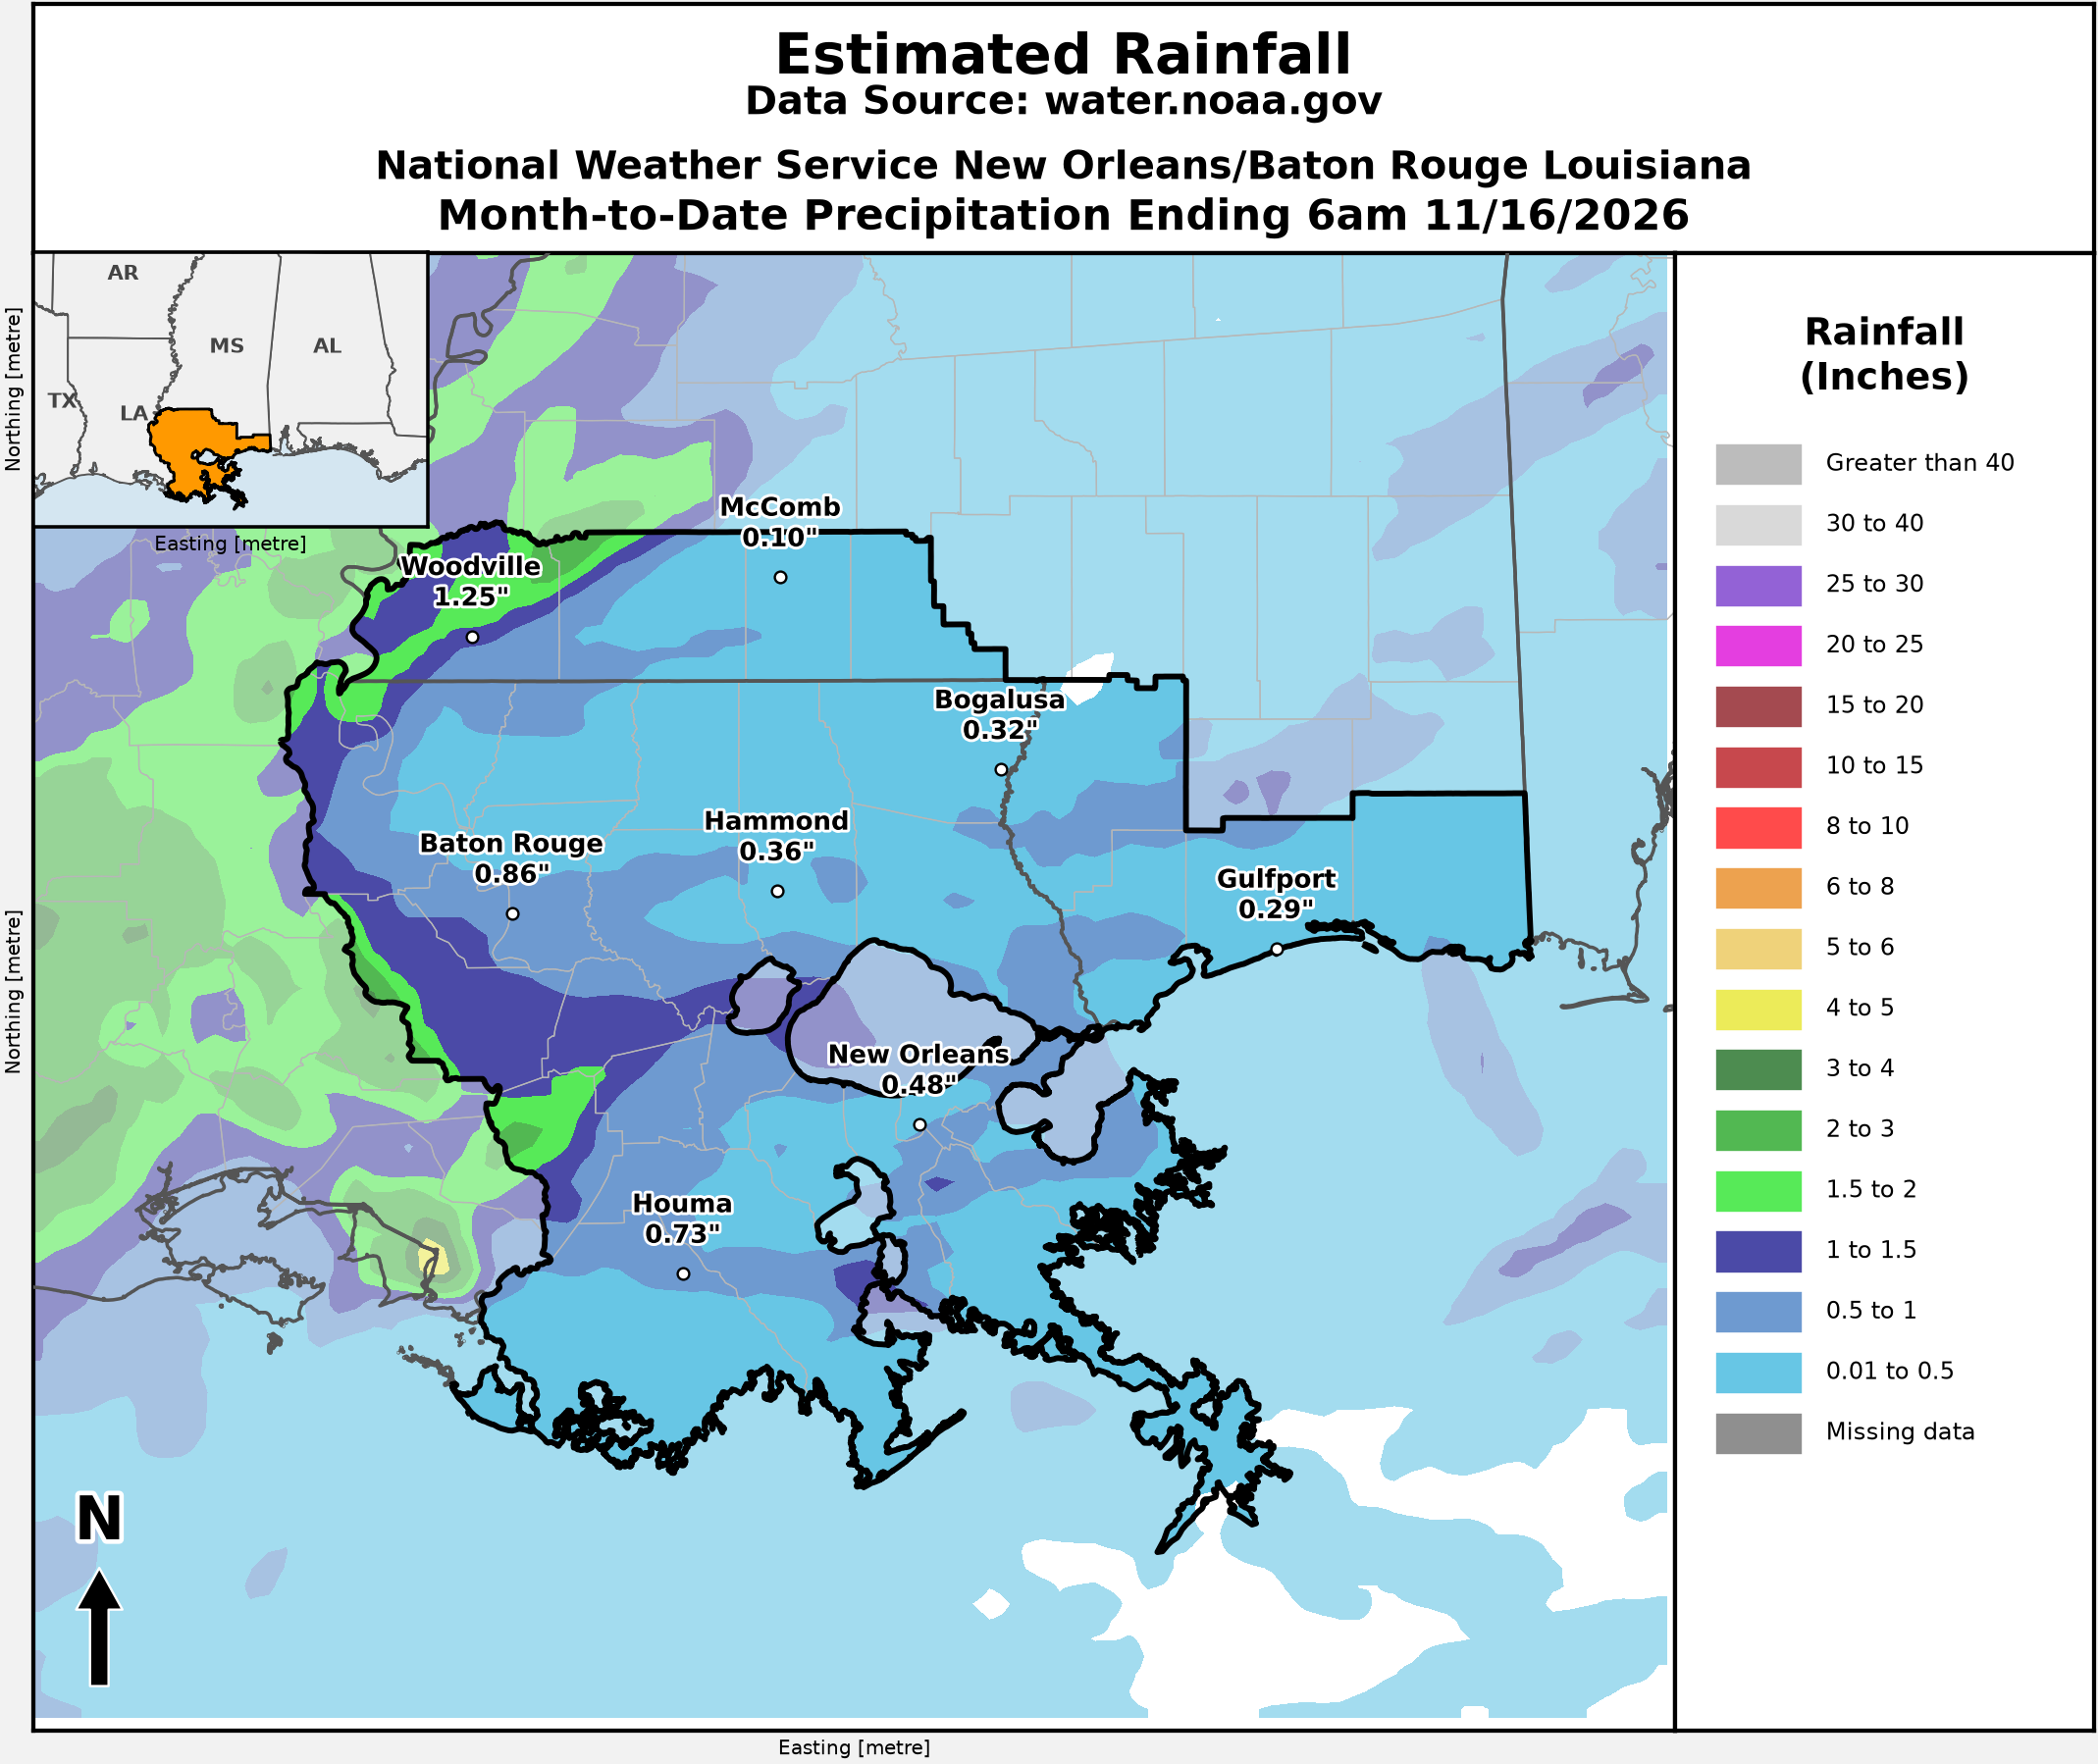 Estimated Rainfall
Data Source: water.noaa.gov
National Weather Service New Orleans/Baton Rouge Louisiana
Month-to-Date Precipitation Ending 6am 11/16/2026
AR
MS
AL
TX
LA
Northing [metre]
Easting [metre]
McComb
0.10"
Woodville
1.25"
Bogalusa
0.32"
Hammond
0.36"
Baton Rouge
0.86"
Gulfport
0.29"
New Orleans
0.48"
Houma
0.73"
N
Northing [metre]
Easting [metre]
Rainfall
(Inches)
Greater than 40
30 to 40
25 to 30
20 to 25
15 to 20
10 to 15
8 to 10
6 to 8
5 to 6
4 to 5
3 to 4
2 to 3
1.5 to 2
1 to 1.5
0.5 to 1
0.01 to 0.5
Missing data